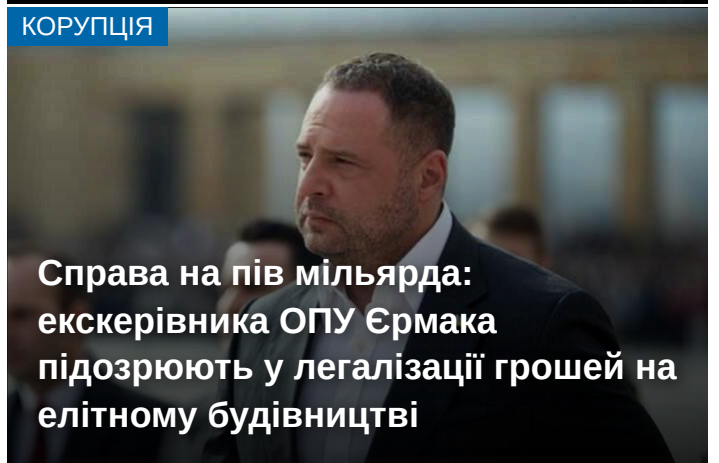 КОРУПЦІЯ
Справа на пів мільярда:
екскерівника ОПУ Єрмака
підозрюють у легалізації грошей на
елітному будівництві